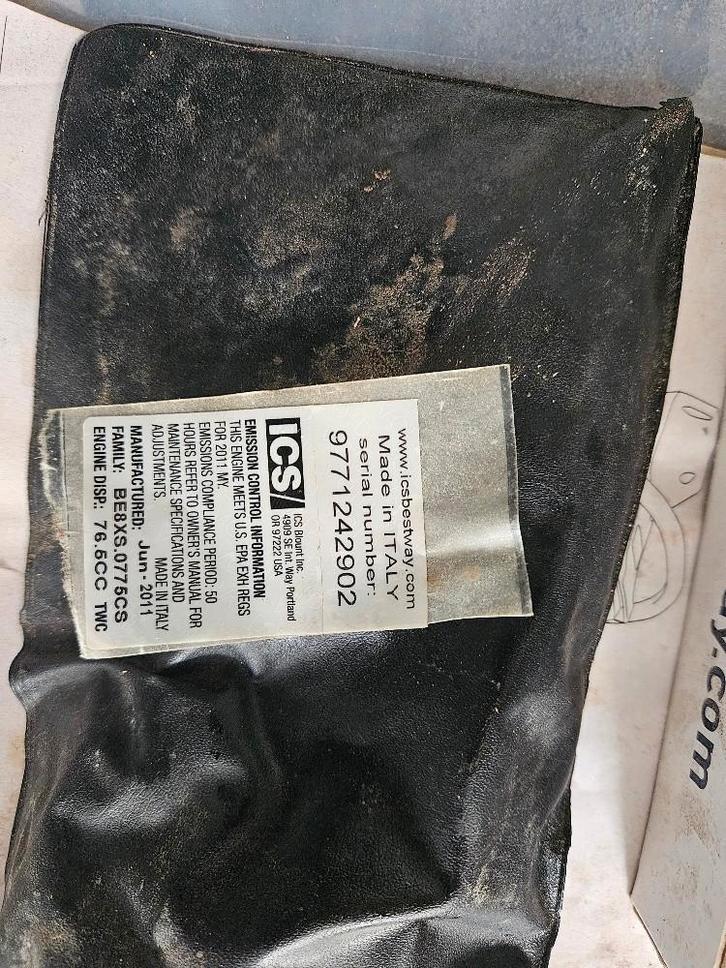 www.icsbestway.com
Made in ITALY
serial number:
9771242902
ICS/
ICS Blount Inc.
4909 SE Int. Way Portland
OR 97222 USA
EMISSION CONTROL INFORMATION
THIS ENGINE MEETS U.S. EPA EXH REGS
FOR 2011 MY.
EMISSIONS COMPLIANCE PERIOD: 50
HOURS REFER TO OWNER'S MANUAL FOR
MAINTENANCE SPECIFICATIONS AND
ADJUSTMENTS. MADE IN ITALY
MANUFACTURED: Jun-2011
FAMILY: BE8XS.0775CS
ENGINE DISP.: 76.5CC TWC
y.com